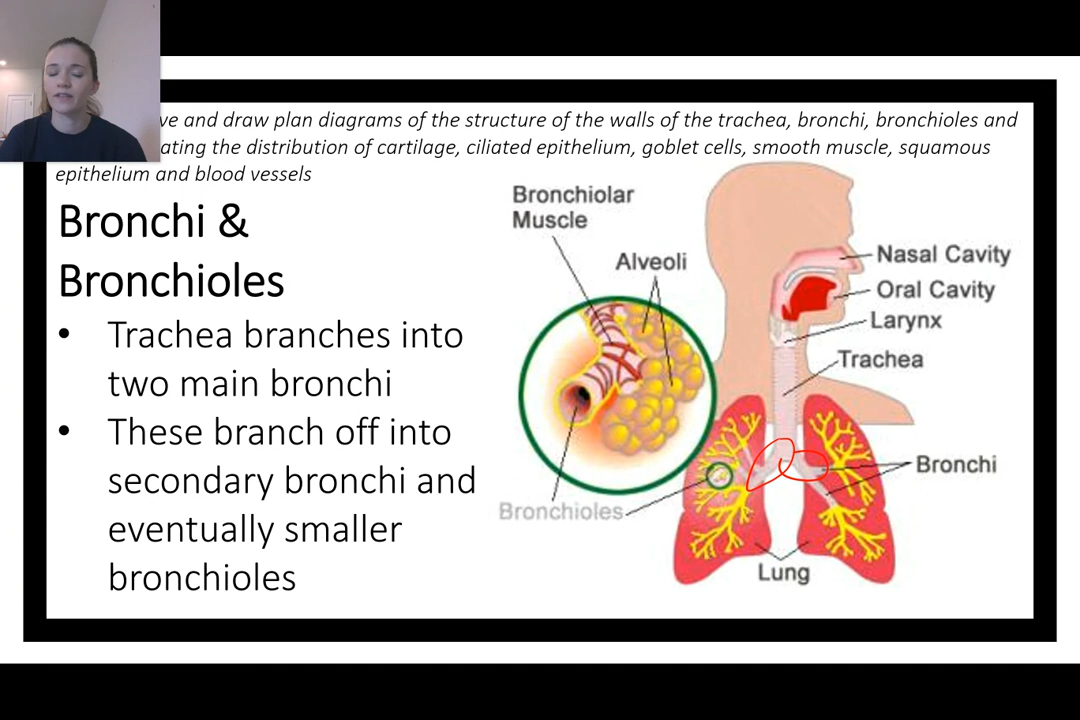 ve and draw plan diagrams of the structure of the walls of the trachea, bronchi, bronchioles and
ating the distribution of cartilage, ciliated epithelium, goblet cells, smooth muscle, squamous
epithelium and blood vessels
Bronchi &
Bronchioles
• Trachea branches into
two main bronchi
• These branch off into
secondary bronchi and
eventually smaller
bronchioles
Bronchiolar
Muscle
Alveoli
Nasal Cavity
Oral Cavity
Larynx
Trachea
Bronchi
Bronchioles
Lung